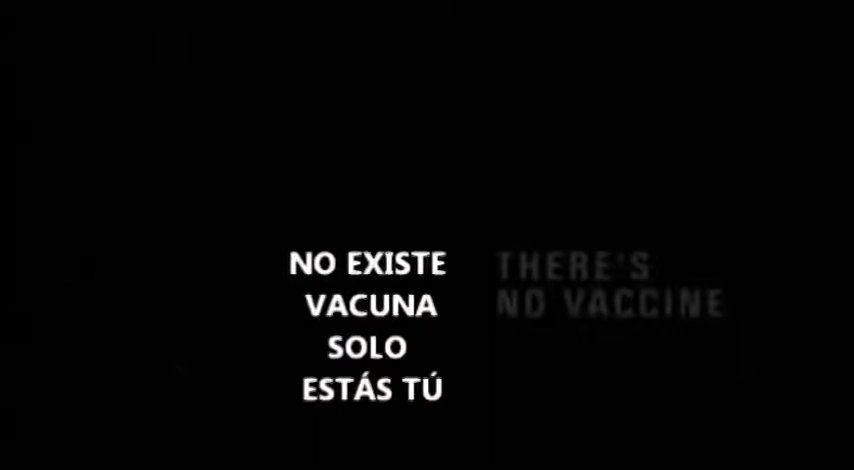 NO EXISTE
VACUNA
SOLO
ESTÁS TÚ
THERE'S
NO VACCINE